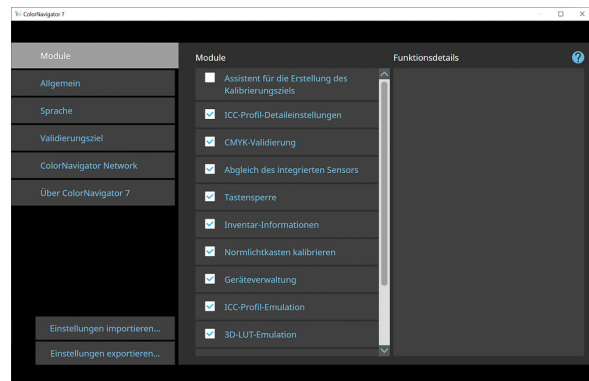 ColorNavigator 7
Module
Allgemein
Sprache
Validierungsziel
ColorNavigator Network
Über ColorNavigator 7
Einstellungen importieren...
Einstellungen exportieren...
Module
Assistent für die Erstellung des
Kalibrierungsziels
ICC-Profil-Detaileinstellungen
CMYK-Validierung
Abgleich des integrierten Sensors
Tastensperre
Inventar-Informationen
Normlichtkasten kalibrieren
Geräteverwaltung
ICC-Profil-Emulation
3D-LUT-Emulation
Funktionsdetails
?